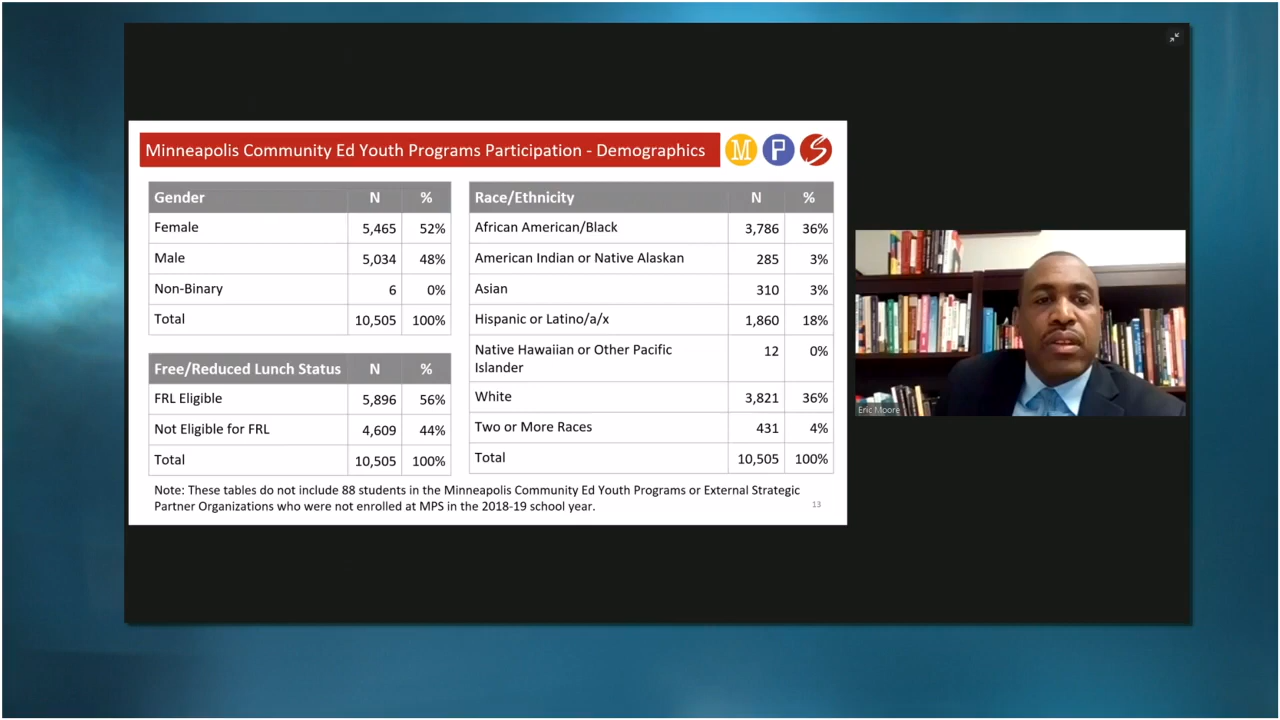 Minneapolis Community Ed Youth Programs Participation - Demographics
M P S
Gender N %
Female 5,465 52%
Male 5,034 48%
Non-Binary 6 0%
Total 10,505 100%
Free/Reduced Lunch Status N %
FRL Eligible 5,896 56%
Not Eligible for FRL 4,609 44%
Total 10,505 100%
Race/Ethnicity N %
African American/Black 3,786 36%
American Indian or Native Alaskan 285 3%
Asian 310 3%
Hispanic or Latino/a/x 1,860 18%
Native Hawaiian or Other Pacific 12 0%
Islander
White 3,821 36%
Two or More Races 431 4%
Total 10,505 100%
Note: These tables do not include 88 students in the Minneapolis Community Ed Youth Programs or External Strategic
Partner Organizations who were not enrolled at MPS in the 2018-19 school year.
13
Eric Moore